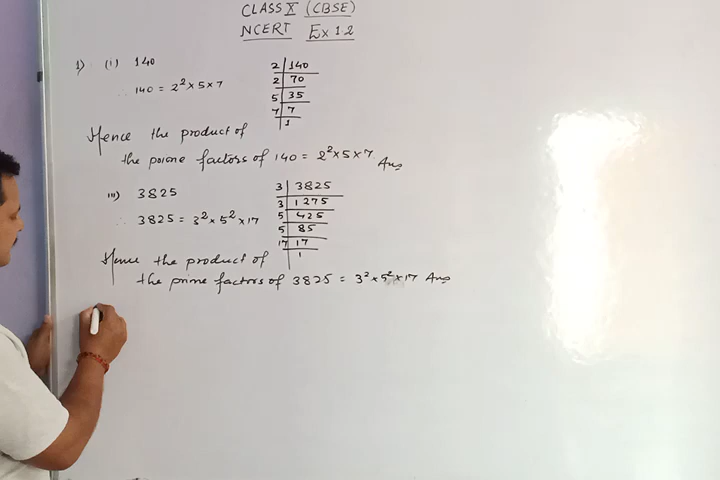 CLASS X (CBSE)
NCERT Ex 1.2
1) (i) 140
∴ 140 = 2² × 5 × 7
2 | 140
2 | 70
5 | 35
7 | 7
1
Hence the product of
the prime factors of 140 = 2² × 5 × 7 Ans
iii) 3825
∴ 3825 = 3² × 5² × 17
3 | 3825
3 | 1275
5 | 425
5 | 85
17 | 17
1
Hence the product of
the prime factors of 3825 = 3² × 5² × 17 Ans